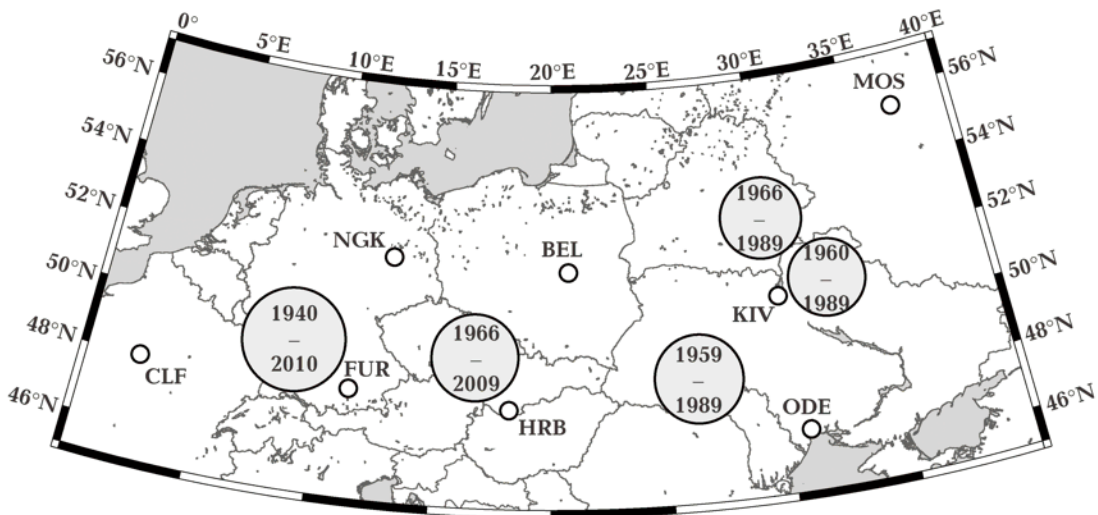 0°
5°E
10°E
15°E
20°E
25°E
30°E
35°E
40°E
56°N
54°N
52°N
50°N
48°N
46°N
56°N
54°N
52°N
50°N
48°N
46°N
MOS
NGK
BEL
KIV
CLF
FUR
HRB
ODE
1966
–
1989
1960
–
1989
1940
–
2010
1966
–
2009
1959
–
1989